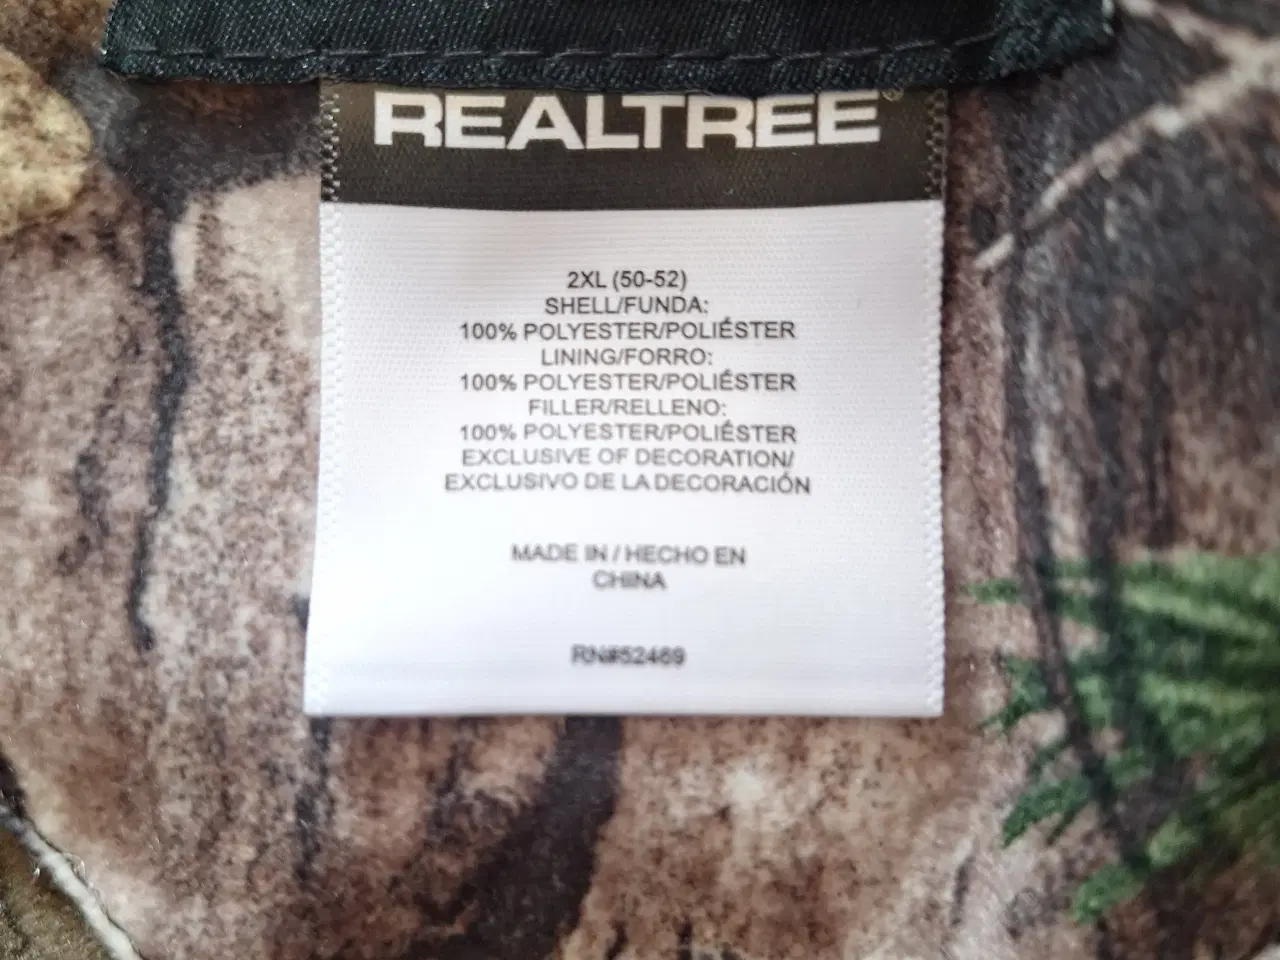 REALTREE
2XL (50-52)
SHELL/FUNDA:
100% POLYESTER/POLIÉSTER
LINING/FORRO:
100% POLYESTER/POLIÉSTER
FILLER/RELLENO:
100% POLYESTER/POLIÉSTER
EXCLUSIVE OF DECORATION/
EXCLUSIVO DE LA DECORACIÓN
MADE IN / HECHO EN
CHINA
RN#52469